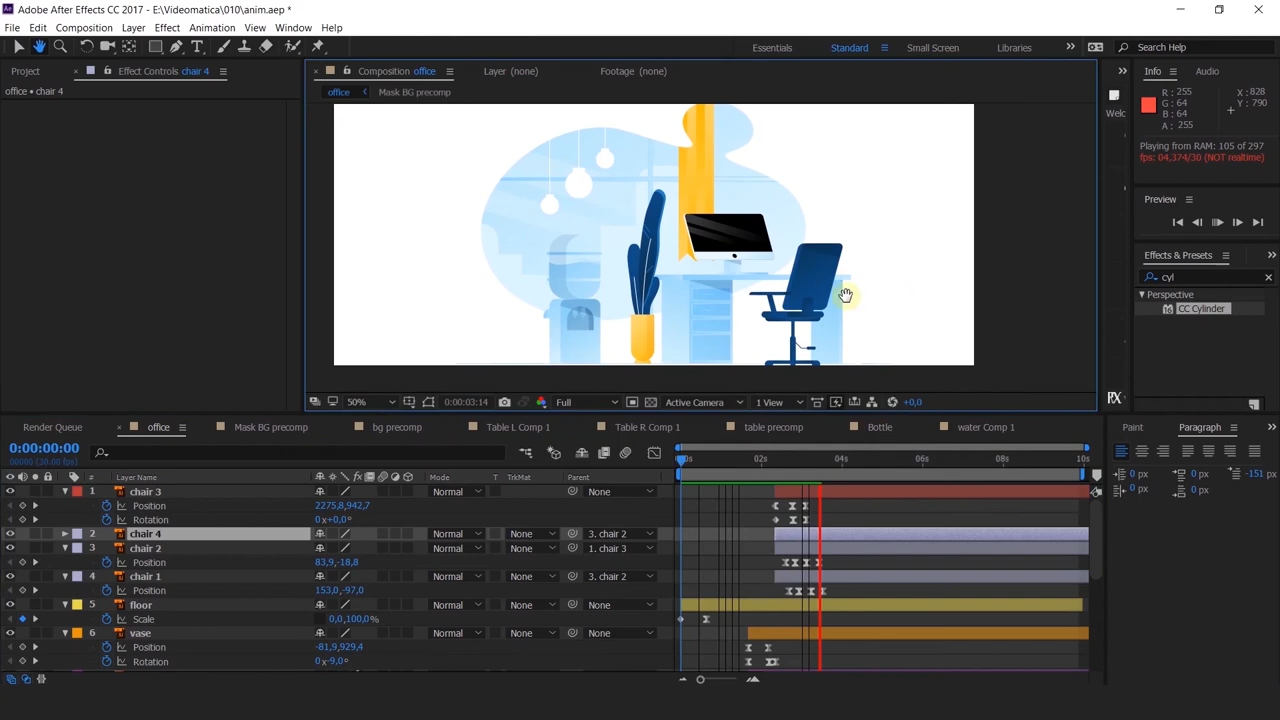 Adobe After Effects CC 2017 - E:\Videomatica\010\anim.aep *
File Edit Composition Layer Effect Animation View Window Help
Essentials Standard Small Screen Libraries Search Help
Project Effect Controls chair 4 Composition office Layer (none) Footage (none) Info Audio
office • chair 4
office Mask BG precomp
R : 255 X : 828
G : 64 Y : 790
B : 64
A : 255
Welc
Playing from RAM: 105 of 297
fps: 04,374/30 (NOT realtime)
Preview
Effects & Presets
cyl
Perspective
CC Cylinder
50% 0:00:03:14 Full Active Camera 1 View +0,0
Render Queue office Mask BG precomp bg precomp Table L Comp 1 Table R Comp 1 table precomp Bottle water Comp 1 Paint Paragraph
0:00:00:00
00000 (30.00 fps)
02s 04s 06s 08s 10s
# Layer Name Mode T TrkMat Parent
0 px 0 px -151 px
0 px 0 px
1 chair 3 Normal None
Position 2275,8,942,7
Rotation 0x+0,0°
2 chair 4 Normal None 3. chair 2
3 chair 2 Normal None 1. chair 3
Position 83,9,-18,8
4 chair 1 Normal None 3. chair 2
Position 153,0,-97,0
5 floor Normal None None
Scale 0,0,100,0%
6 vase Normal None None
Position -81,9,929,4
Rotation 0x-9,0°